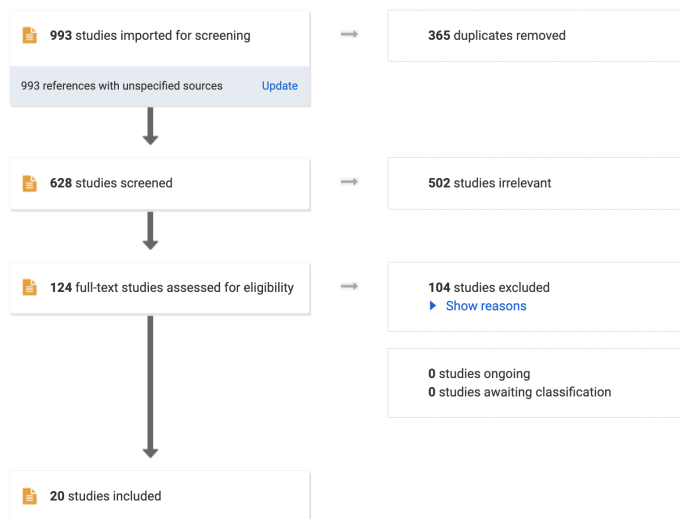 993 studies imported for screening
365 duplicates removed
993 references with unspecified sources Update
628 studies screened
502 studies irrelevant
124 full-text studies assessed for eligibility
104 studies excluded
Show reasons
0 studies ongoing
0 studies awaiting classification
20 studies included